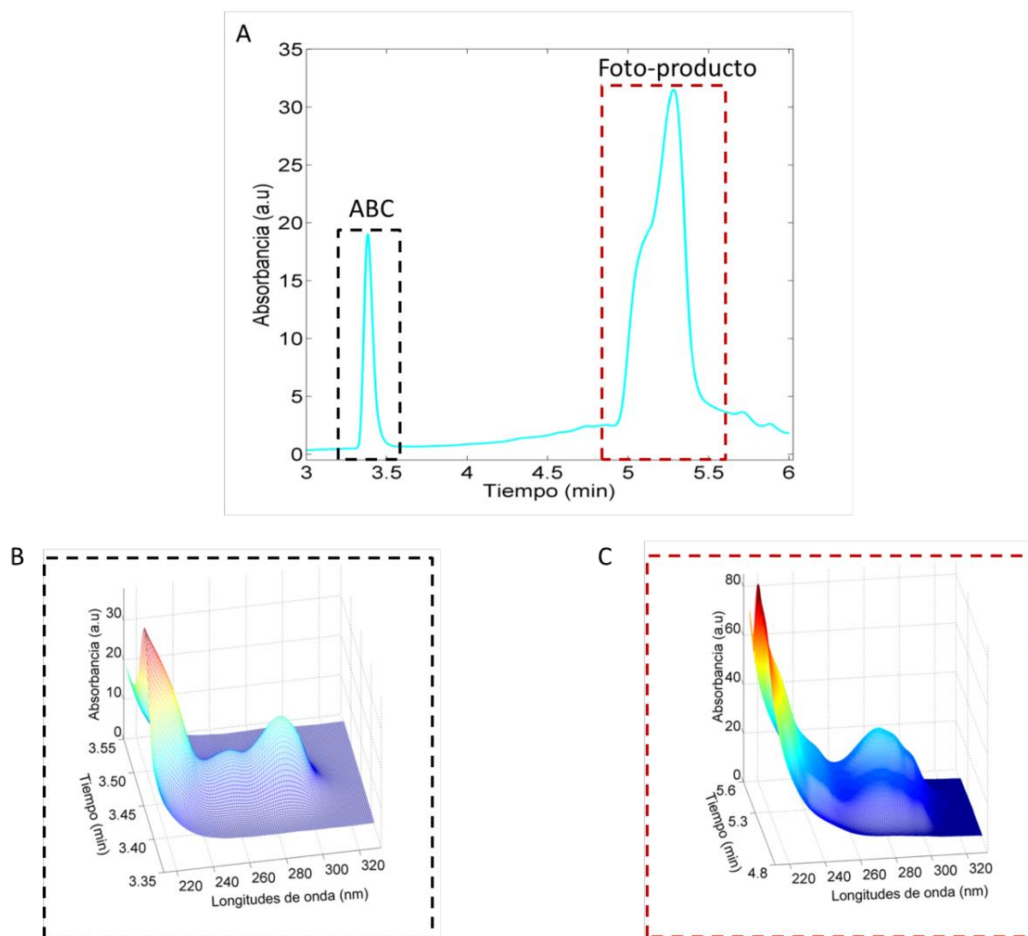 A
35
Foto-producto
30
25
ABC
20
15
10
5
0
Absorbancia (a.u)
3 3.5 4 4.5 5 5.5 6
Tiempo (min)
B
30
20
10
0
Absorbancia (a.u)
3.55
3.50
3.45
3.40
3.35
Tiempo (min)
220 240 260 280 300 320
Longitudes de onda (nm)
C
80
60
40
20
0
Absorbancia (a.u)
5.6
5.3
4.8
Tiempo (min)
220 240 260 280 300 320
Longitudes de onda (nm)